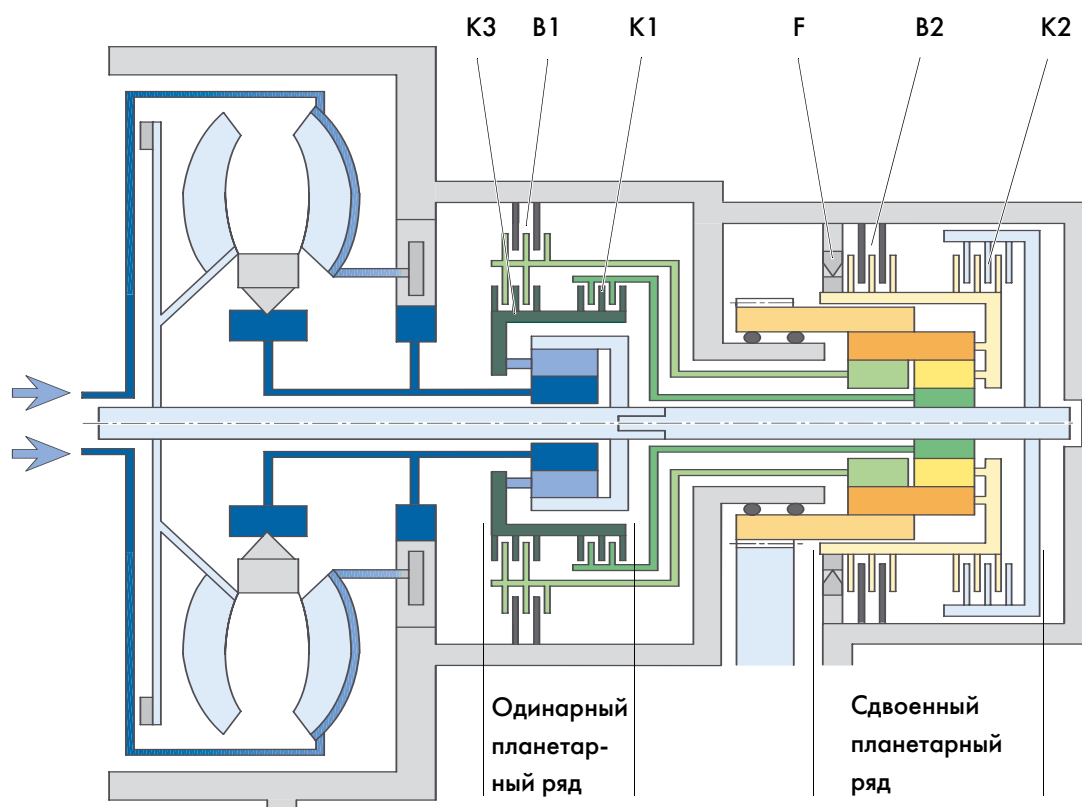 K3 B1 K1 F B2 K2
Одинарный
планетар-
ный ряд
Сдвоенный
планетарный
ряд